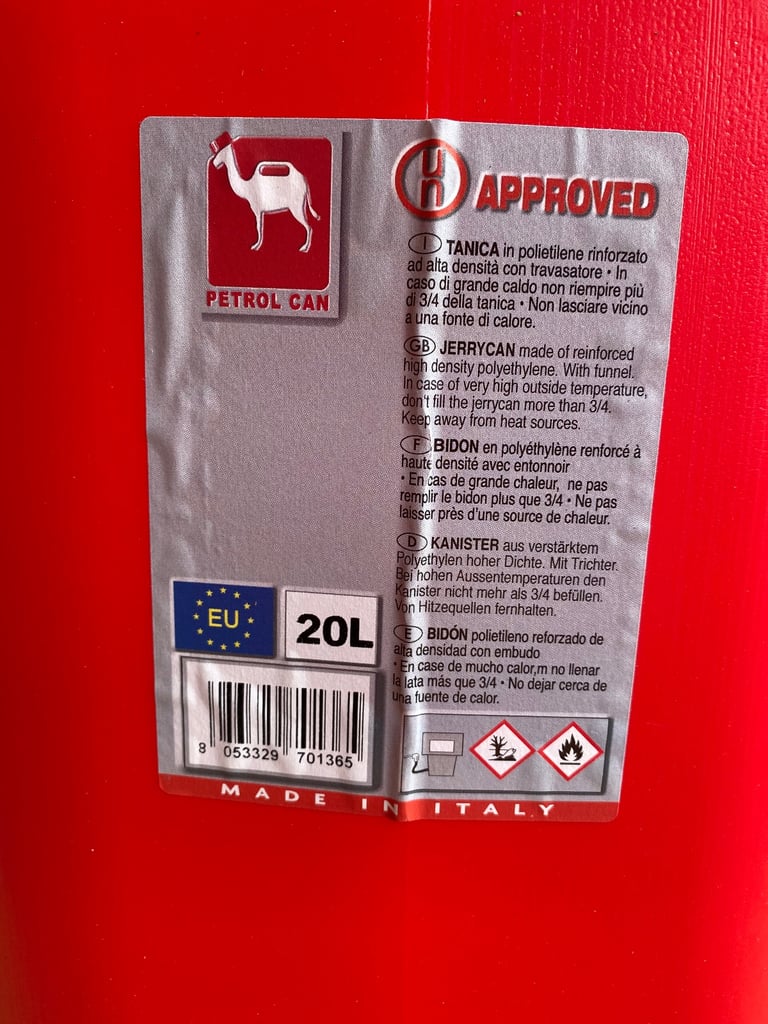 PETROL CAN
un APPROVED
I TANICA in polietilene rinforzato
ad alta densità con travasatore • In
caso di grande caldo non riempire più
di 3/4 della tanica • Non lasciare vicino
a una fonte di calore.
GB JERRYCAN made of reinforced
high density polyethylene. With funnel.
In case of very high outside temperature,
don't fill the jerrycan more than 3/4.
Keep away from heat sources.
F BIDON en polyéthylène renforcé à
haute densité avec entonnoir
• En cas de grande chaleur, ne pas
remplir le bidon plus que 3/4 • Ne pas
laisser près d'une source de chaleur.
D KANISTER aus verstärktem
Polyethylen hoher Dichte. Mit Trichter.
Bei hohen Aussentemperaturen den
Kanister nicht mehr als 3/4 befüllen.
Von Hitzequellen fernhalten.
E BIDÓN polietileno reforzado de
alta densidad con embudo
• En case de mucho calor,m no llenar
la lata más que 3/4 • No dejar cerca de
una fuente de calor.
EU
20L
8 053329 701365
MADE IN ITALY